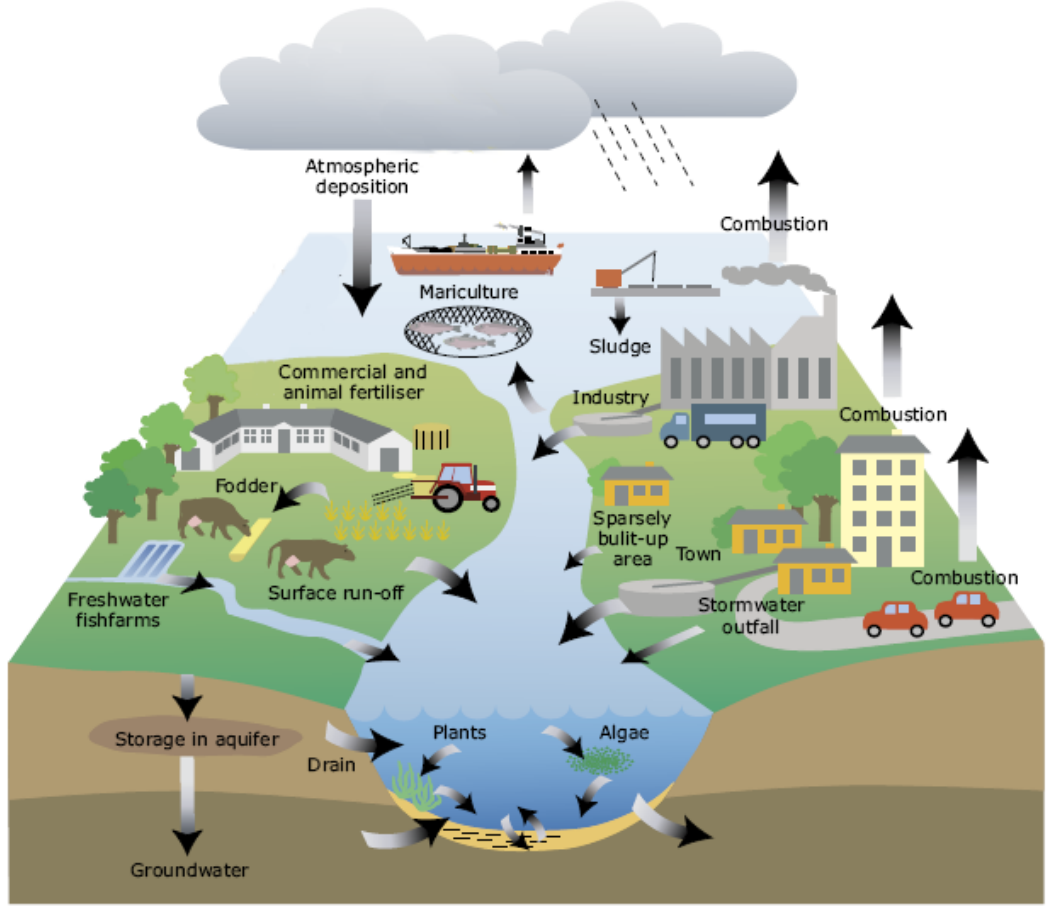 Atmospheric
deposition
Combustion
Mariculture
Sludge
Commercial and
animal fertiliser
Industry
Combustion
Fodder
Sparsely
bulit-up
area
Town
Combustion
Freshwater
fishfarms
Surface run-off
Stormwater
outfall
Storage in aquifer
Plants
Algae
Drain
Groundwater